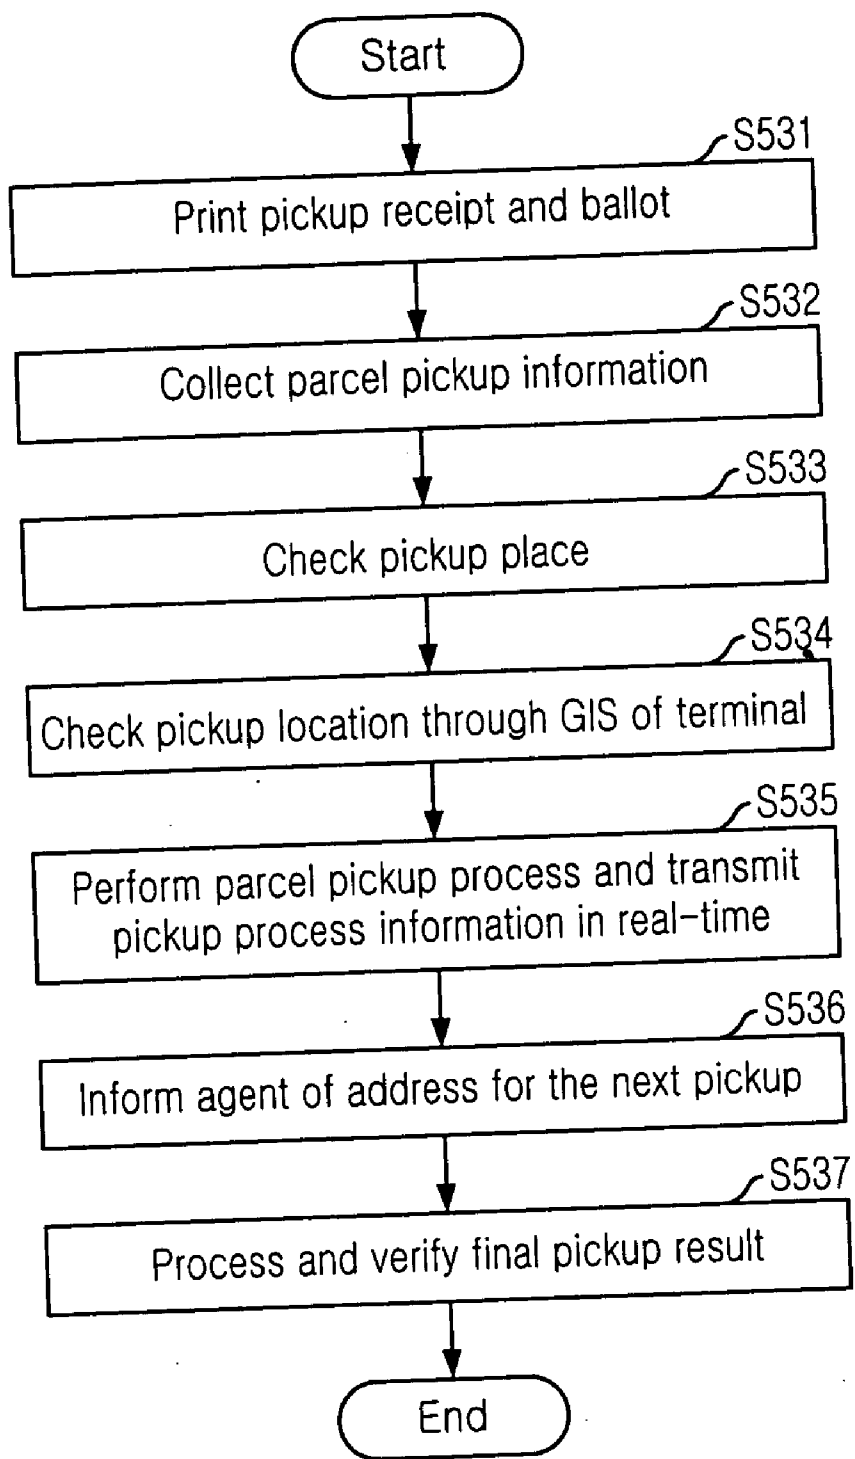 Start
S531
Print pickup receipt and ballot
S532
Collect parcel pickup information
S533
Check pickup place
S534
Check pickup location through GIS of terminal
S535
Perform parcel pickup process and transmit
pickup process information in real-time
S536
Inform agent of address for the next pickup
S537
Process and verify final pickup result
End